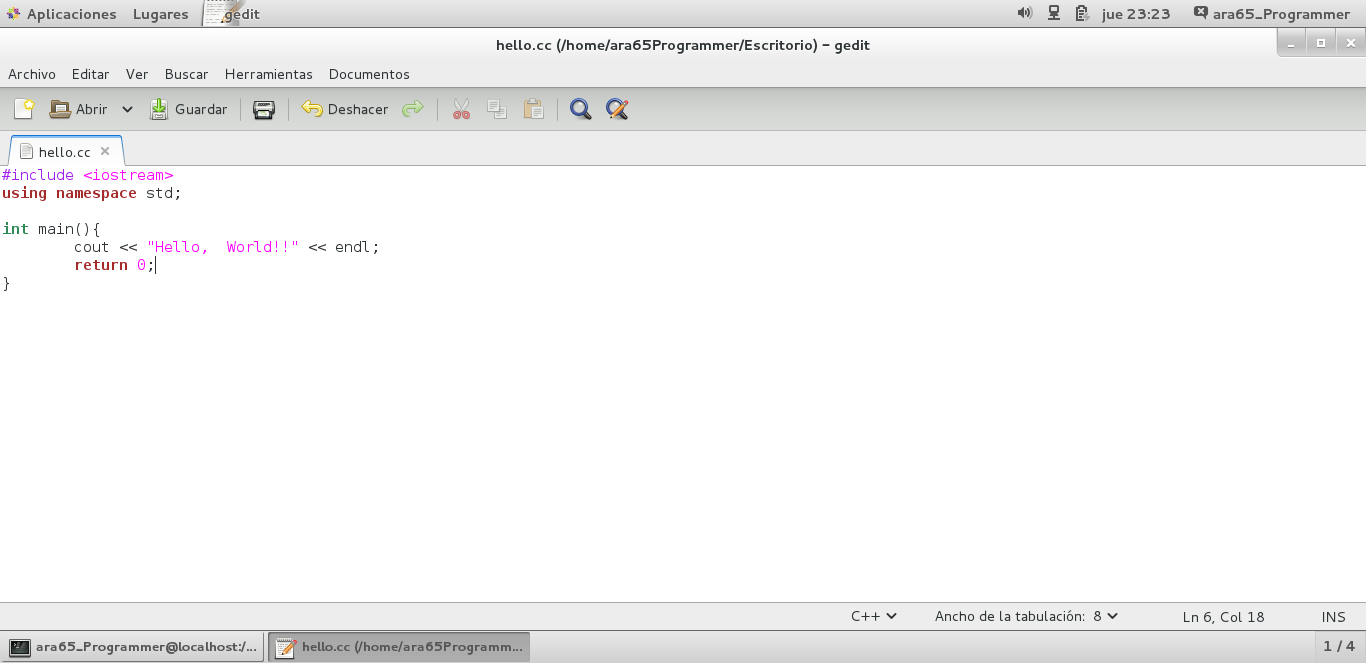 Aplicaciones Lugares gedit jue 23:23 ara65_Programmer
hello.cc (/home/ara65Programmer/Escritorio) - gedit
Archivo Editar Ver Buscar Herramientas Documentos
Abrir Guardar Deshacer
hello.cc
#include <iostream>
using namespace std;
int main(){
cout << "Hello,  World!!" << endl;
return 0;
}
C++ Ancho de la tabulación: 8 Ln 6, Col 18 INS
ara65_Programmer@localhost:/... hello.cc (/home/ara65Programm... 1 / 4